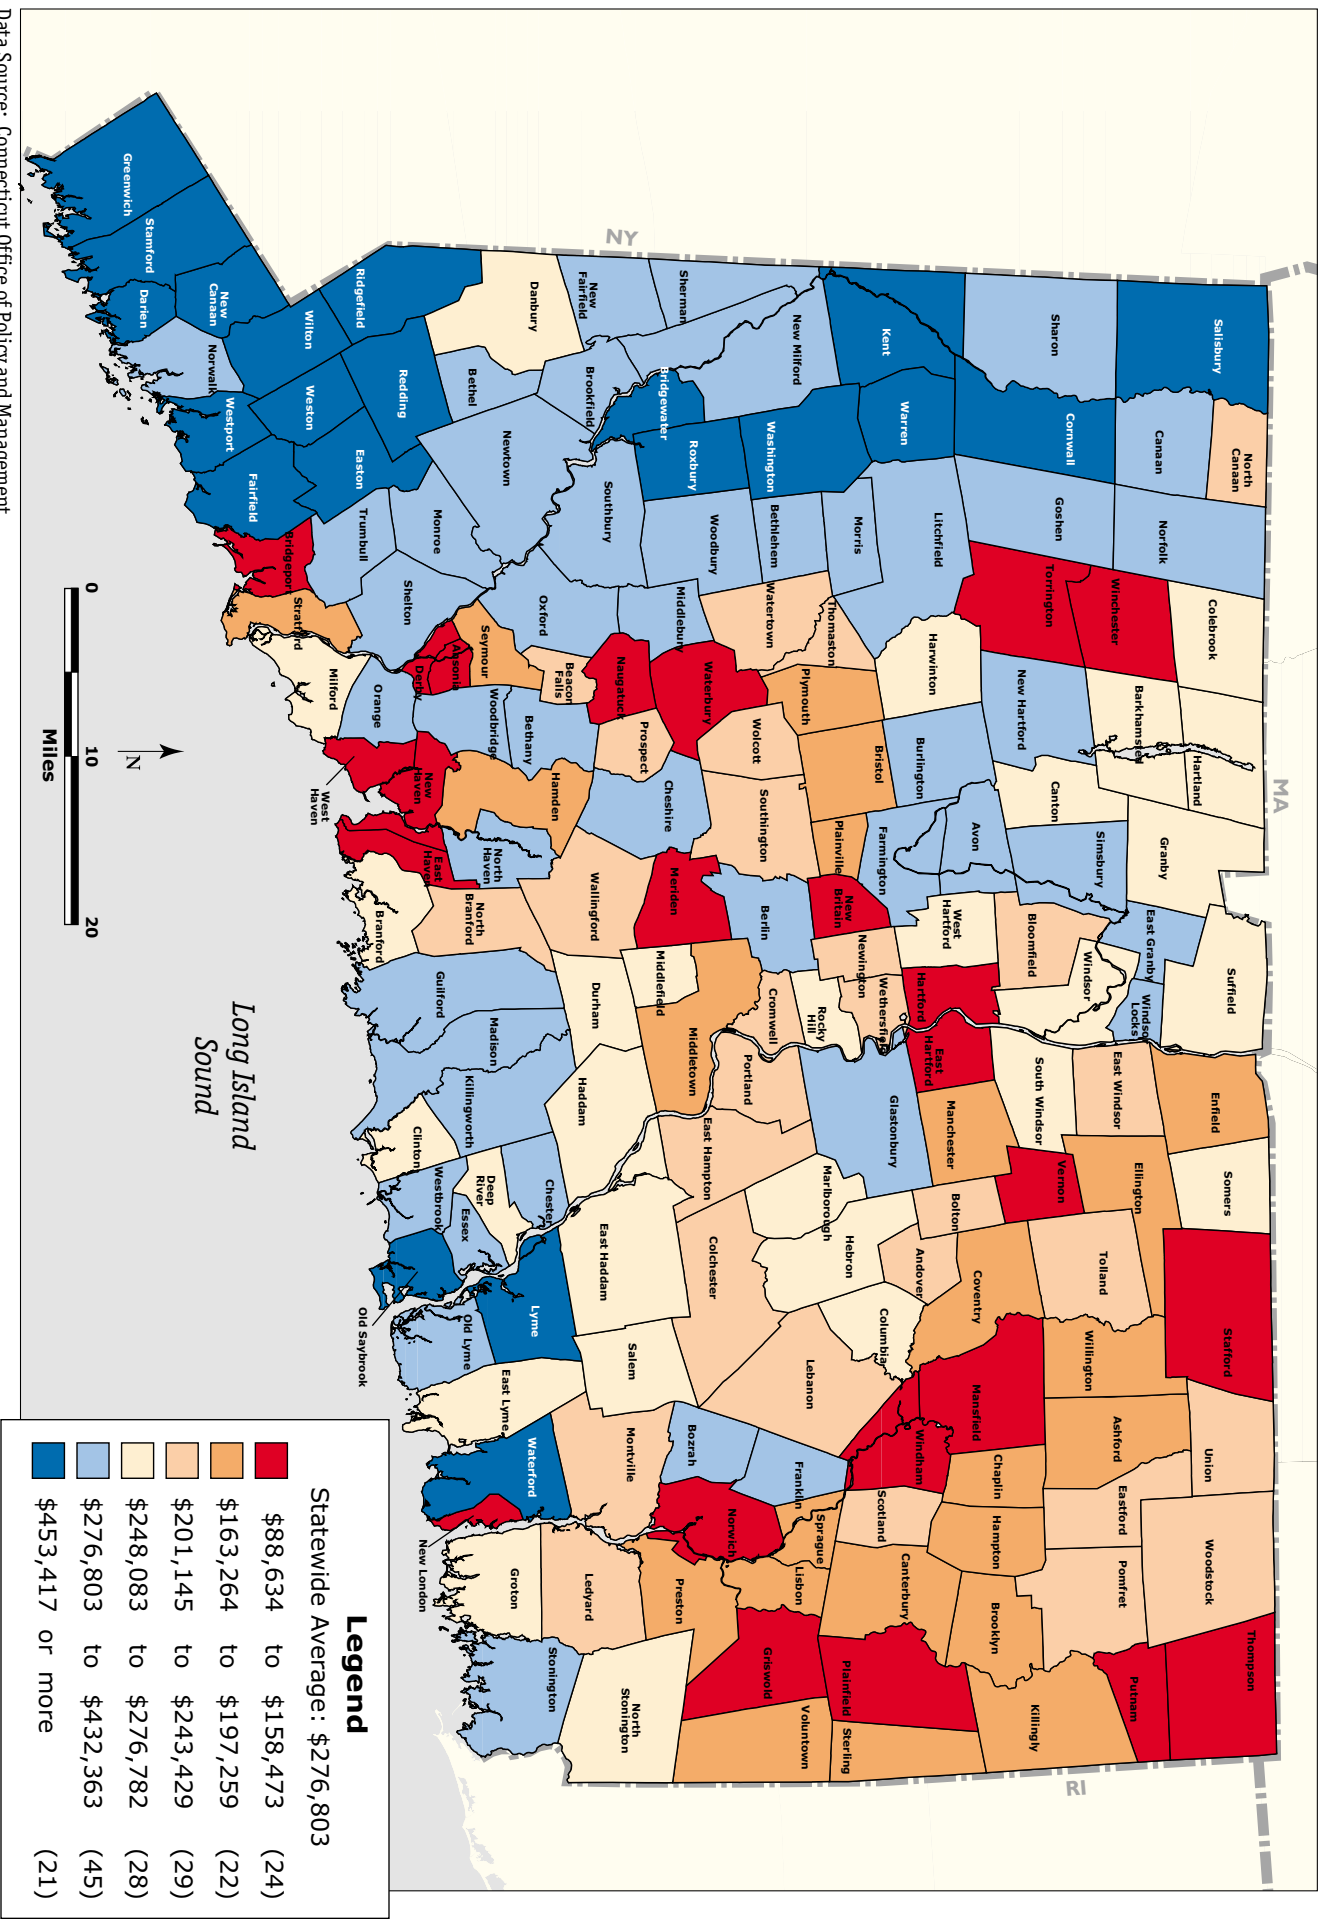 NY
MA
RI
Salisbury
North
Canaan
Canaan
Norfolk
Colebrook
Hartland
Granby
Suffield
Enfield
Somers
Stafford
Union
Woodstock
Thompson
Sharon
Cornwall
Goshen
Torrington
Winchester
Barkhamsted
New Hartford
Canton
Simsbury
East Granby
Windsor
Locks
Windsor
East Windsor
Ellington
Tolland
Willington
Ashford
Eastford
Pomfret
Putnam
Kent
Warren
Litchfield
Harwinton
Burlington
Avon
Farmington
West
Hartford
Bloomfield
Hartford
East
Hartford
South Windsor
Manchester
Vernon
Bolton
Coventry
Andover
Mansfield
Chaplin
Hampton
Brooklyn
Killingly
Sherman
New Milford
Washington
Morris
Bethlehem
Watertown
Thomaston
Plymouth
Bristol
Plainville
New
Britain
Newington
Wethersfield
Rocky
Hill
Glastonbury
Marlborough
Hebron
Columbia
Windham
Scotland
Canterbury
Plainfield
Sterling
New
Fairfield
Bridgewater
Roxbury
Woodbury
Middlebury
Waterbury
Wolcott
Southington
Berlin
Cromwell
Portland
East Hampton
Colchester
Lebanon
Franklin
Sprague
Lisbon
Griswold
Voluntown
Danbury
Brookfield
Bethel
Newtown
Southbury
Oxford
Naugatuck
Beacon
Falls
Prospect
Cheshire
Meriden
Middlefield
Middletown
Durham
Haddam
East Haddam
Salem
Bozrah
Norwich
Preston
Montville
Ledyard
North
Stonington
Ridgefield
Redding
Monroe
Shelton
Seymour
Ansonia
Derby
Woodbridge
Bethany
Hamden
North
Haven
Wallingford
North
Branford
Guilford
Madison
Killingworth
Chester
Deep
River
Essex
Westbrook
Clinton
Lyme
Old Lyme
East Lyme
Waterford
Groton
Stonington
Wilton
Weston
Easton
Trumbull
Stratford
Milford
Orange
New
Haven
West
Haven
East
Haven
Branford
Old Saybrook
New London
Greenwich
Stamford
New
Canaan
Darien
Norwalk
Westport
Fairfield
Bridgeport
Long Island
Sound
N
0 10 20
Miles
Legend
Statewide Average: $276,803
$88,634 to $158,473 (24)
$163,264 to $197,259 (22)
$201,145 to $243,429 (29)
$248,083 to $276,782 (28)
$276,803 to $432,363 (45)
$453,417 or more (21)
Data Source: Connecticut Office of Policy and Management